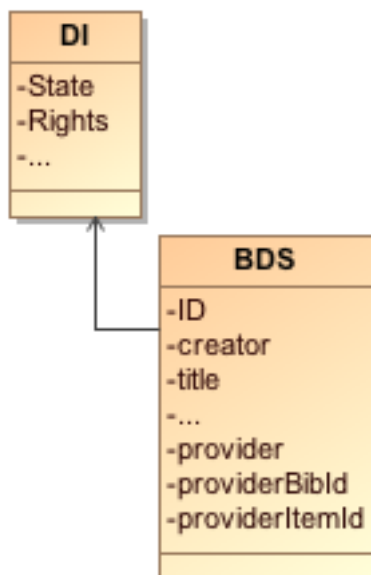 DI
-State
-Rights
-...
BDS
-ID
-creator
-title
-...
-provider
-providerBibId
-providerItemId